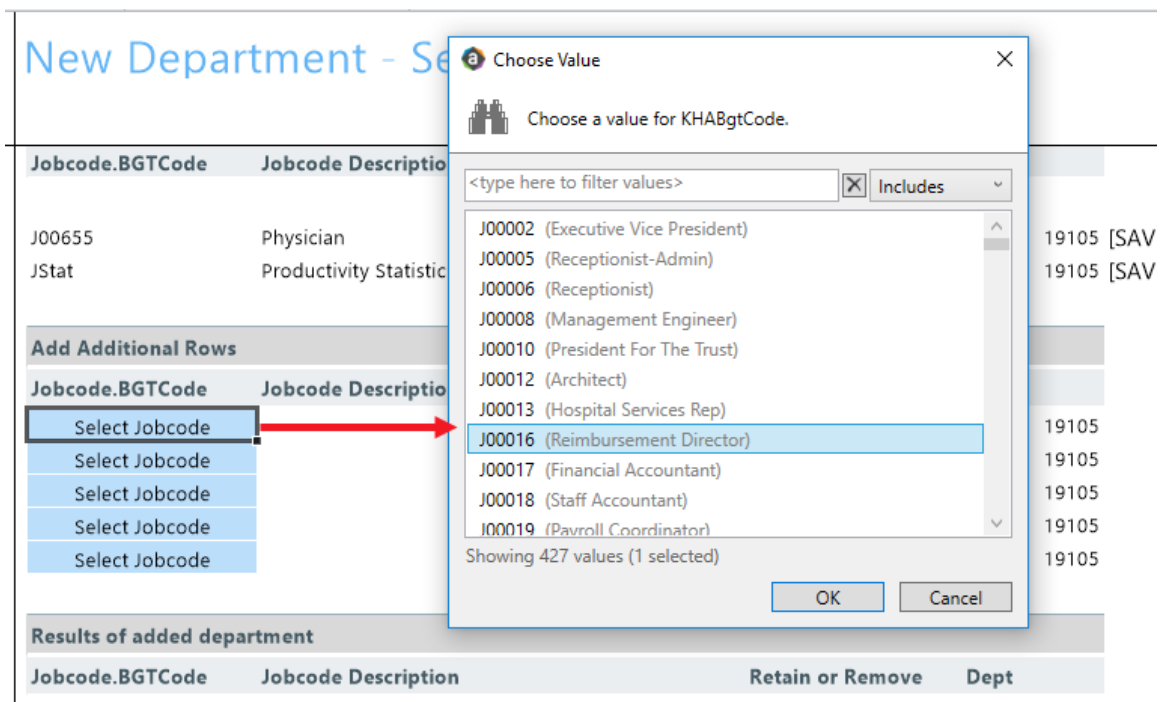 New Department - Se
Choose Value
Choose a value for KHABgtCode.
Jobcode.BGTCode Jobcode Descriptio
<type here to filter values> Includes
J00002 (Executive Vice President)
J00655 Physician 19105 [SAV
J00005 (Receptionist-Admin)
JStat Productivity Statistic 19105 [SAV
J00006 (Receptionist)
J00008 (Management Engineer)
Add Additional Rows
J00010 (President For The Trust)
Jobcode.BGTCode Jobcode Descriptio
J00012 (Architect)
J00013 (Hospital Services Rep)
Select Jobcode 19105
J00016 (Reimbursement Director)
Select Jobcode 19105
J00017 (Financial Accountant)
Select Jobcode 19105
J00018 (Staff Accountant)
Select Jobcode 19105
J00019 (Payroll Coordinator)
Select Jobcode 19105
Showing 427 values (1 selected)
OK Cancel
Results of added department
Jobcode.BGTCode Jobcode Description Retain or Remove Dept